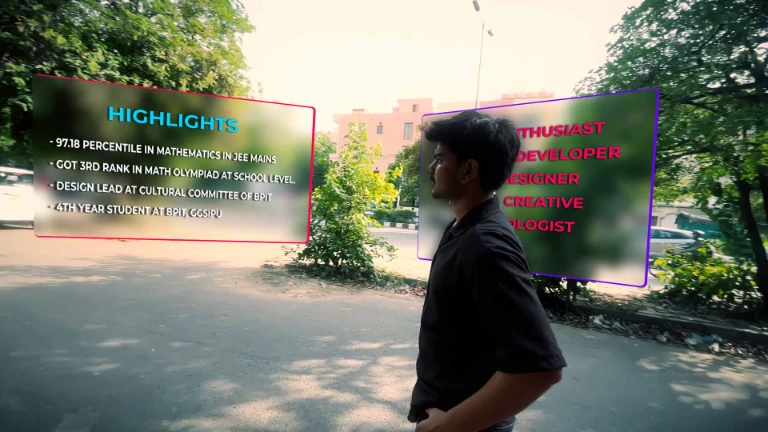 HIGHLIGHTS
- 97.18 PERCENTILE IN MATHEMATICS IN JEE MAINS
- GOT 3RD RANK IN MATH OLYMPIAD AT SCHOOL LEVEL.
- DESIGN LEAD AT CULTURAL COMMITTEE OF BPIT
- 4TH YEAR STUDENT AT BPIT, GGSIPU
THUSIAST
DEVELOPER
ESIGNER
CREATIVE
OLOGIST